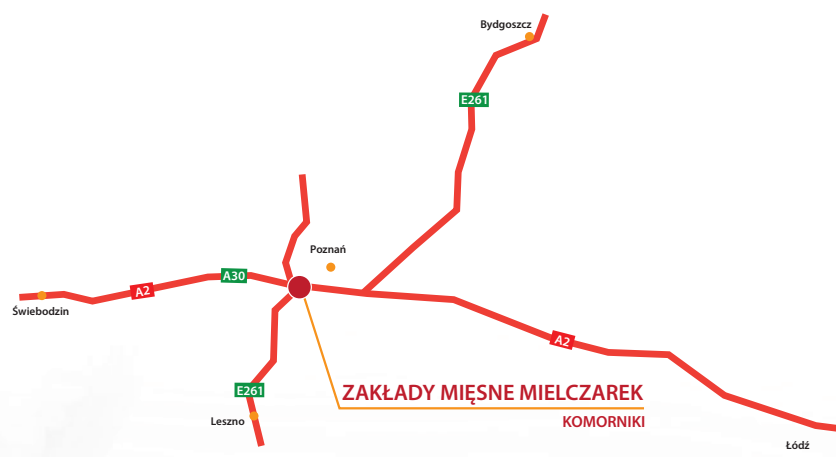 Bydgoszcz
E261
Poznań
A30
A2
Świebodzin
A2
E261
ZAKŁADY MIĘSNE MIELCZAREK
Leszno
KOMORNIKI
Łódź